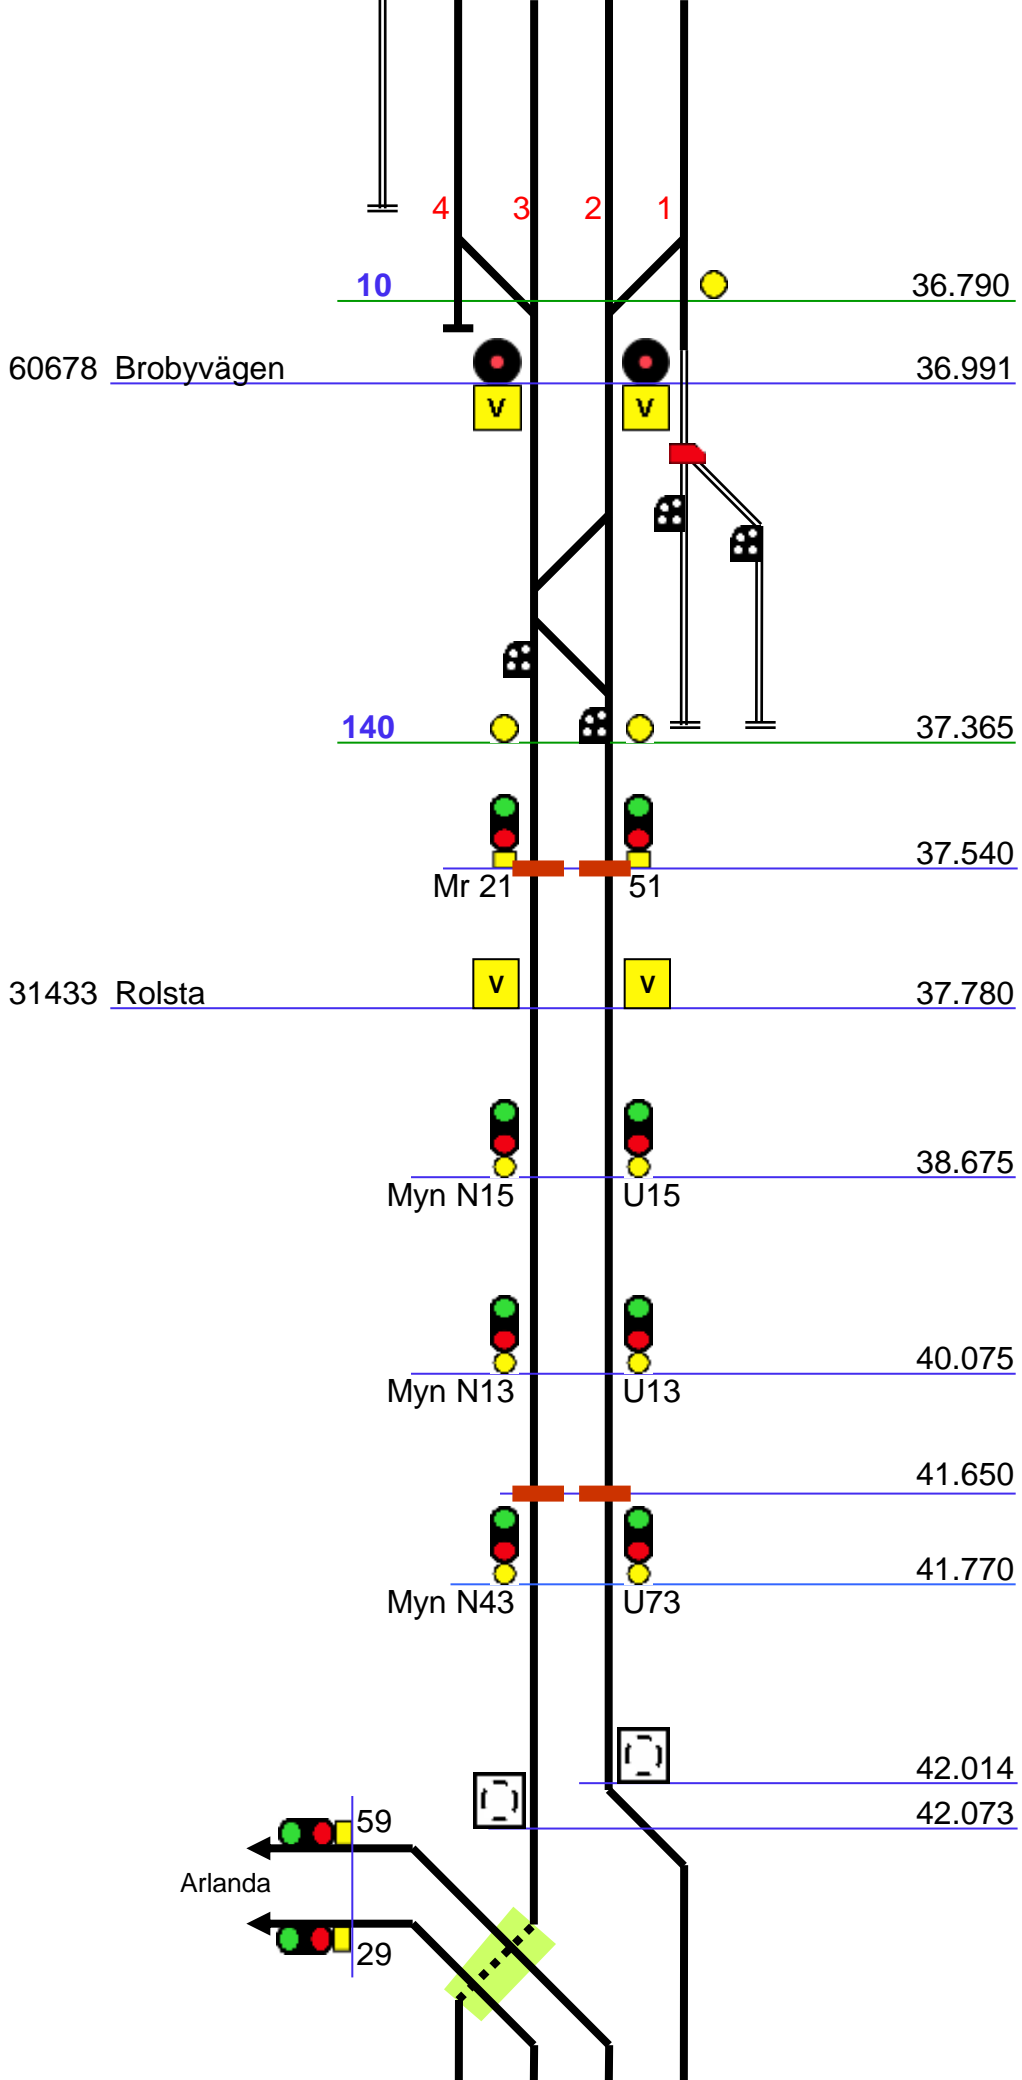 4 3 2 1
10 36.790
60678 Brobyvägen 36.991
V V
140 37.365
37.540
Mr 21 51
V V
31433 Rolsta 37.780
38.675
Myn N15 U15
40.075
Myn N13 U13
41.650
41.770
Myn N43 U73
42.014
42.073
59
Arlanda
29